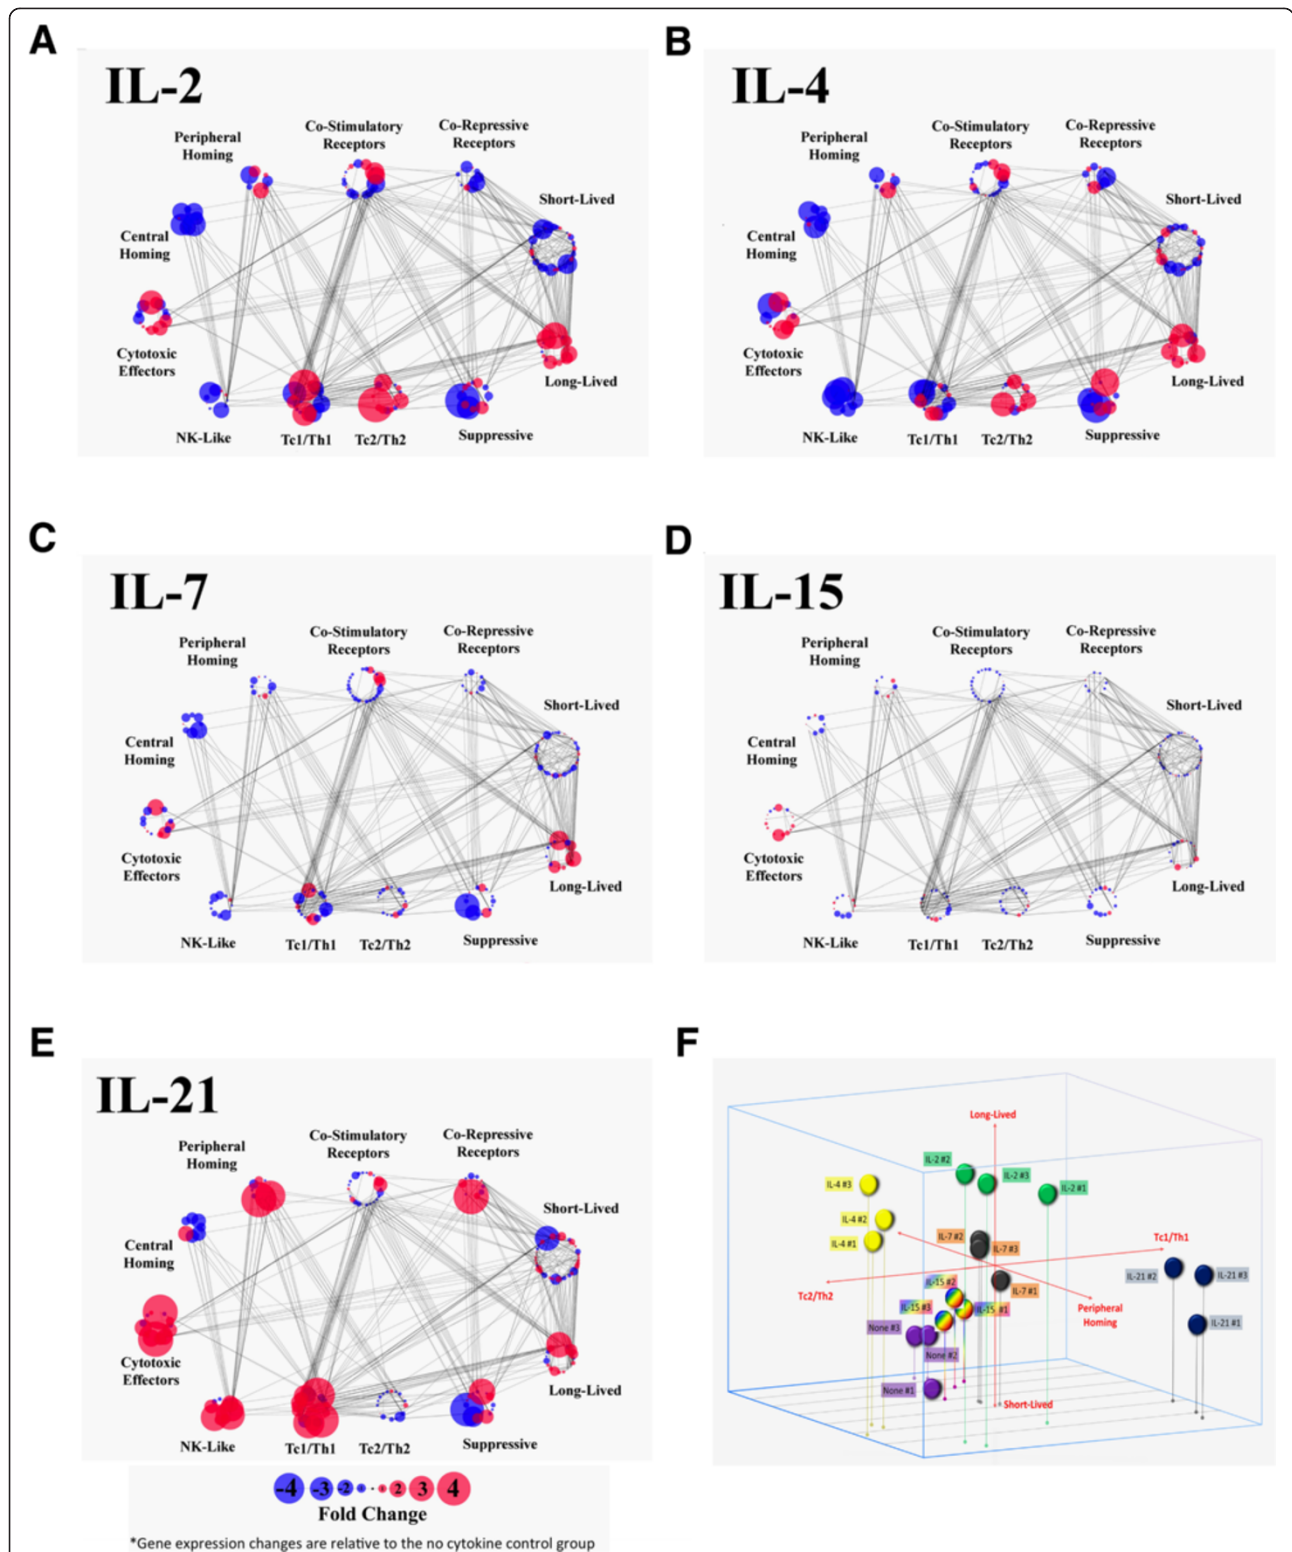 A
IL-2
Peripheral
Homing
Co-Stimulatory
Receptors
Co-Repressive
Receptors
Short-Lived
Central
Homing
Cytotoxic
Effectors
Long-Lived
NK-Like
Tc1/Th1
Tc2/Th2
Suppressive
B
IL-4
Peripheral
Homing
Co-Stimulatory
Receptors
Co-Repressive
Receptors
Short-Lived
Central
Homing
Cytotoxic
Effectors
Long-Lived
NK-Like
Tc1/Th1
Tc2/Th2
Suppressive
C
IL-7
Peripheral
Homing
Co-Stimulatory
Receptors
Co-Repressive
Receptors
Short-Lived
Central
Homing
Cytotoxic
Effectors
Long-Lived
NK-Like
Tc1/Th1
Tc2/Th2
Suppressive
D
IL-15
Peripheral
Homing
Co-Stimulatory
Receptors
Co-Repressive
Receptors
Short-Lived
Central
Homing
Cytotoxic
Effectors
Long-Lived
NK-Like
Tc1/Th1
Tc2/Th2
Suppressive
E
IL-21
Peripheral
Homing
Co-Stimulatory
Receptors
Co-Repressive
Receptors
Short-Lived
Central
Homing
Cytotoxic
Effectors
Long-Lived
NK-Like
Tc1/Th1
Tc2/Th2
Suppressive
-4 -3 -2 2 3 4
Fold Change
*Gene expression changes are relative to the no cytokine control group
F
Long-Lived
IL-2 #2
IL-2 #3
IL-2 #1
IL-4 #3
IL-4 #2
IL-4 #1
IL-7 #2
IL-7 #3
IL-7 #1
Tc1/Th1
IL-21 #2
IL-21 #3
IL-21 #1
Tc2/Th2
Peripheral
Homing
IL-15 #2
IL-15 #3
IL-15 #1
None #3
None #2
None #1
Short-Lived